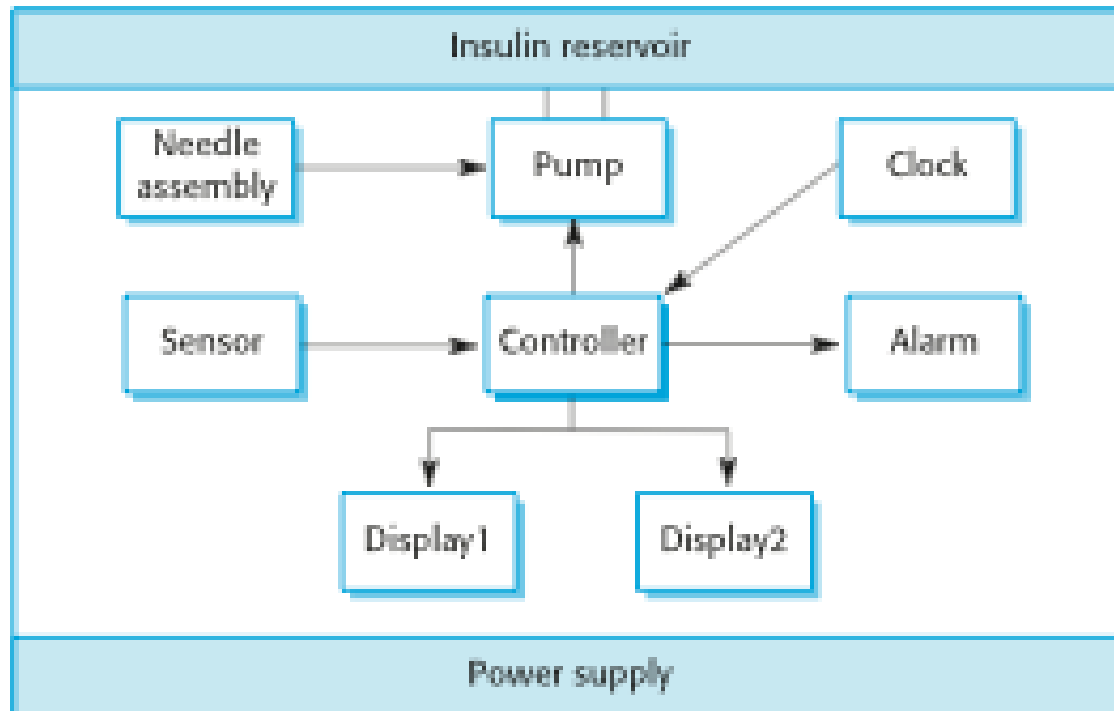 Insulin reservoir
Needle
assembly
Pump
Clock
Sensor
Controller
Alarm
Display1
Display2
Power supply